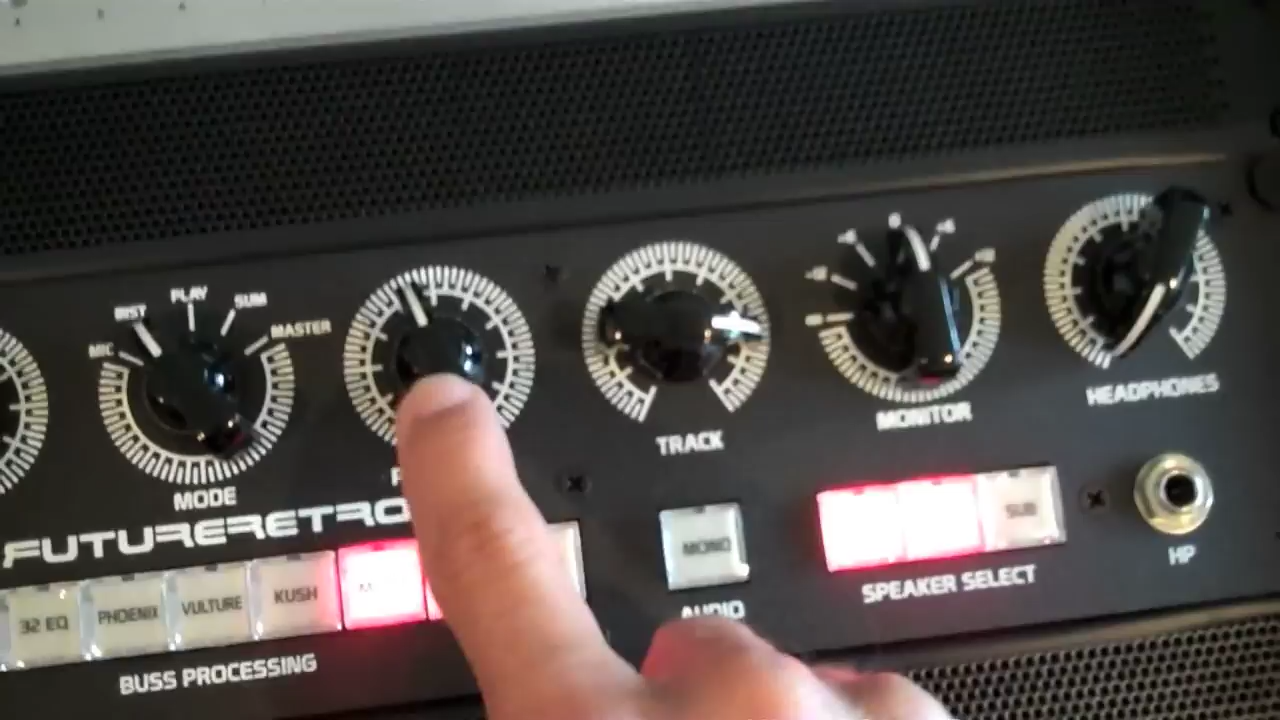 MIC INST PLAY SUM MASTER
MODE
TRACK
MONITOR
HEADPHONES
FUTURERETRO
32 EQ PHOENIX VULTURE KUSH
BUSS PROCESSING
MONO
AUDIO
SUB
SPEAKER SELECT
HP